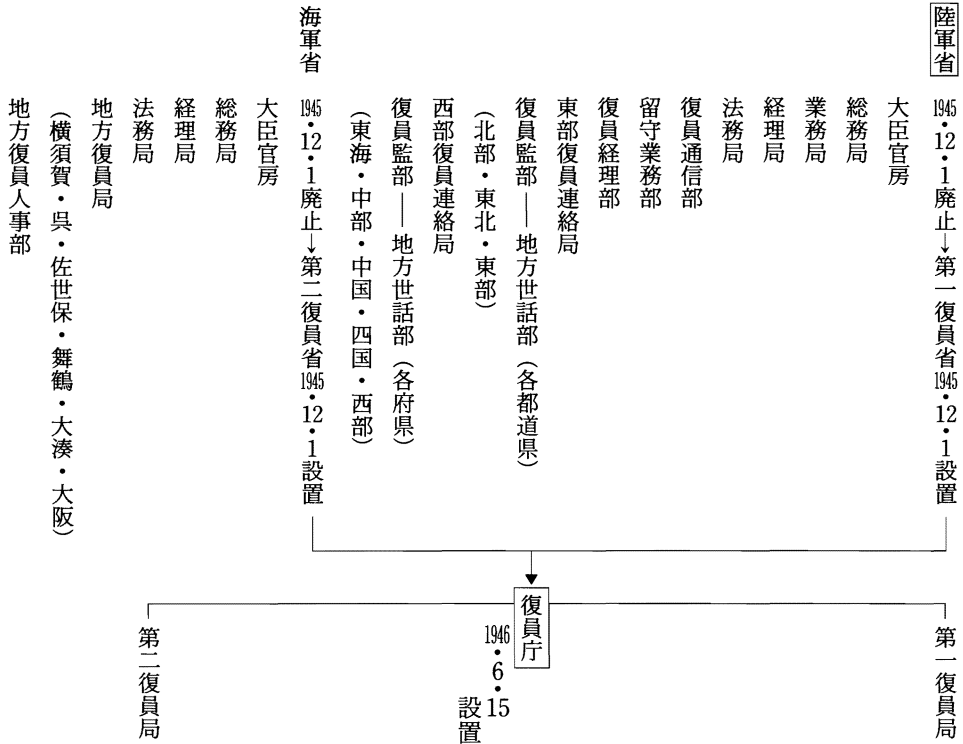 陸軍省
1945・12・1廃止→第一復員省1945・12・1設置
大臣官房
総務局
業務局
経理局
法務局
復員通信部
留守業務部
復員経理部
東部復員連絡局
復員監部――地方世話部（各都道県）
（北部・東北・東部）
西部復員連絡局
復員監部――地方世話部（各府県）
（東海・中部・中国・四国・西部）
海軍省
1945・12・1廃止→第二復員省1945・12・1設置
大臣官房
総務局
経理局
法務局
地方復員局
（横須賀・呉・佐世保・舞鶴・大湊・大阪）
地方復員人事部
復員庁
1946・6・15
設置
第一復員局
第二復員局